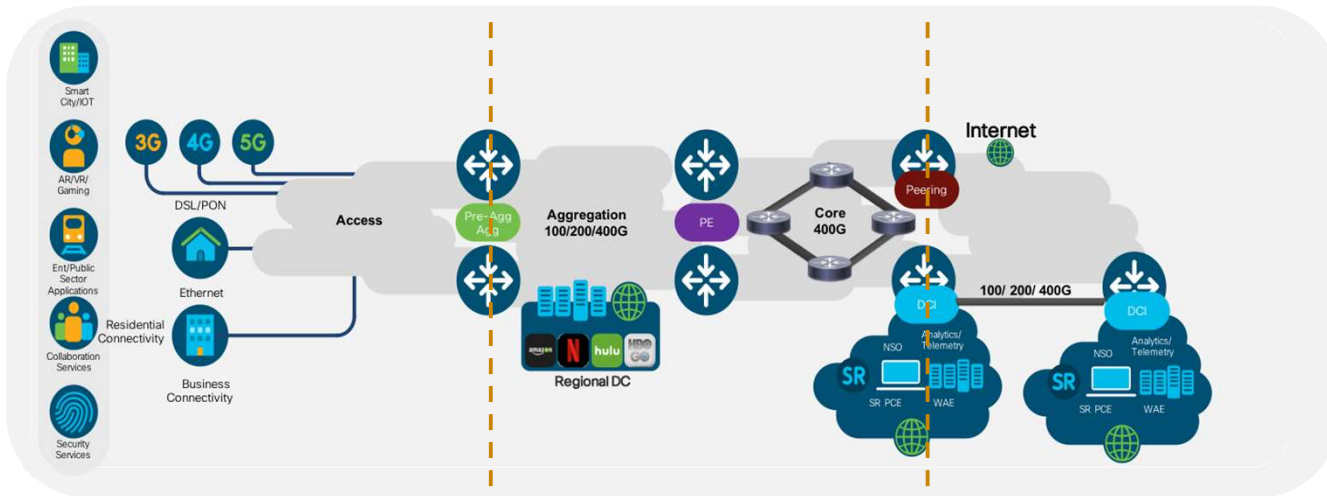 Smart
City/IOT
AR/VR/
Gaming
Ent/Public
Sector
Applications
Collaboration
Services
Security
Services
3G
4G
5G
DSL/PON
Ethernet
Residential
Connectivity
Business
Connectivity
Access
Pre-Agg
Agg
Aggregation
100/200/400G
amazon
N
hulu
HBO
GO
Regional DC
PE
Core
400G
Peering
Internet
DCI
100/ 200/ 400G
DCI
Analytics/
Telemetry
NSO
SR
SR PCE
WAE
Analytics/
Telemetry
NSO
SR
SR PCE
WAE